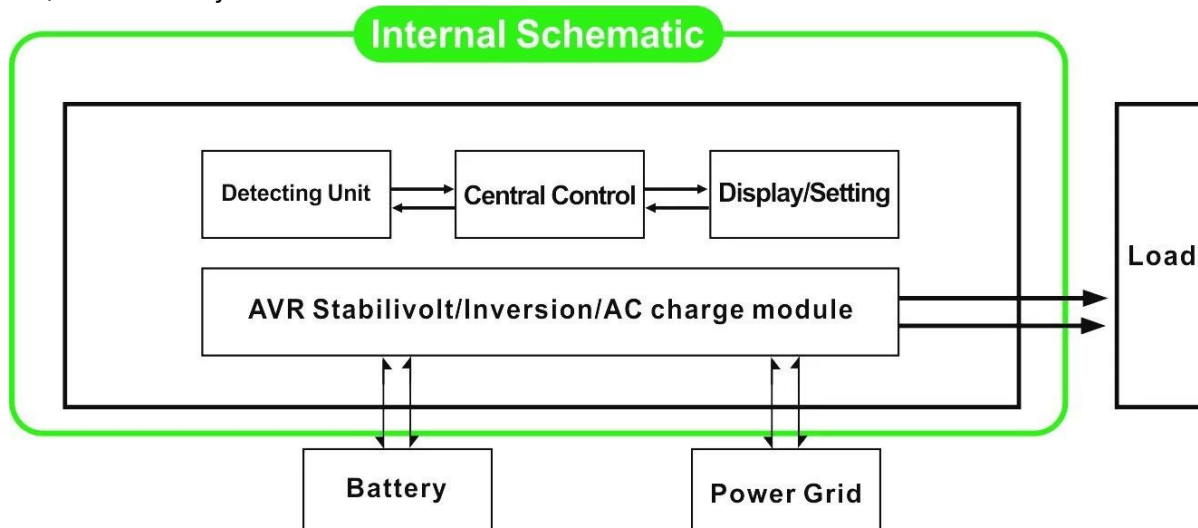 Internal Schematic
Detecting Unit
Central Control
Display/Setting
Load
AVR Stabilivolt/Inversion/AC charge module
Battery
Power Grid